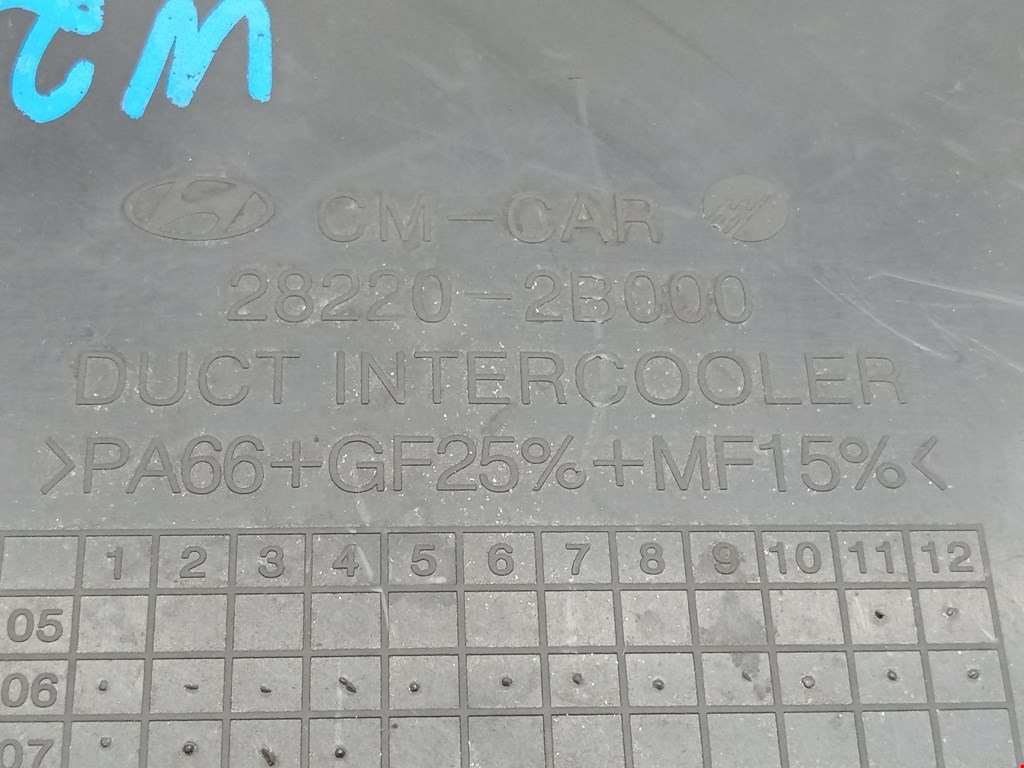 CM-CAR
28220-2B000
DUCT INTERCOOLER
>PA66+GF25%+MF15%<
1 2 3 4 5 6 7 8 9 10 11 12
05
06
07